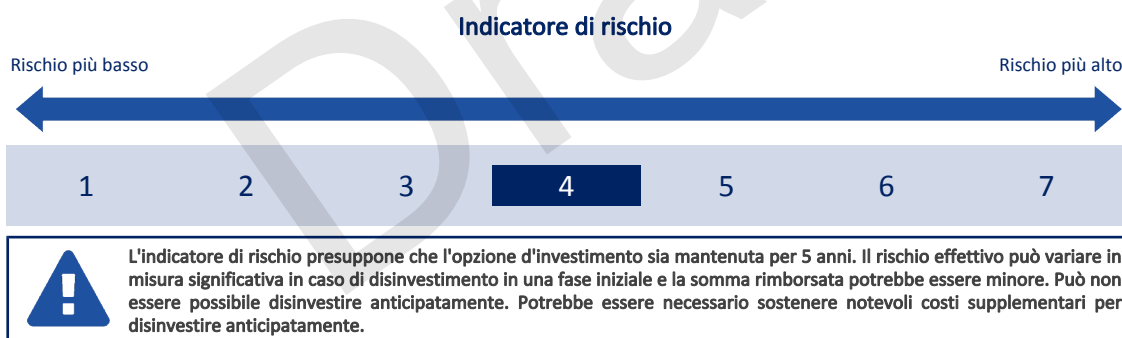 Indicatore di rischio
Rischio più basso
Rischio più alto
1 2 3 4 5 6 7
L'indicatore di rischio presuppone che l'opzione d'investimento sia mantenuta per 5 anni. Il rischio effettivo può variare in
misura significativa in caso di disinvestimento in una fase iniziale e la somma rimborsata potrebbe essere minore. Può non
essere possibile disinvestire anticipatamente. Potrebbe essere necessario sostenere notevoli costi supplementari per
disinvestire anticipatamente.